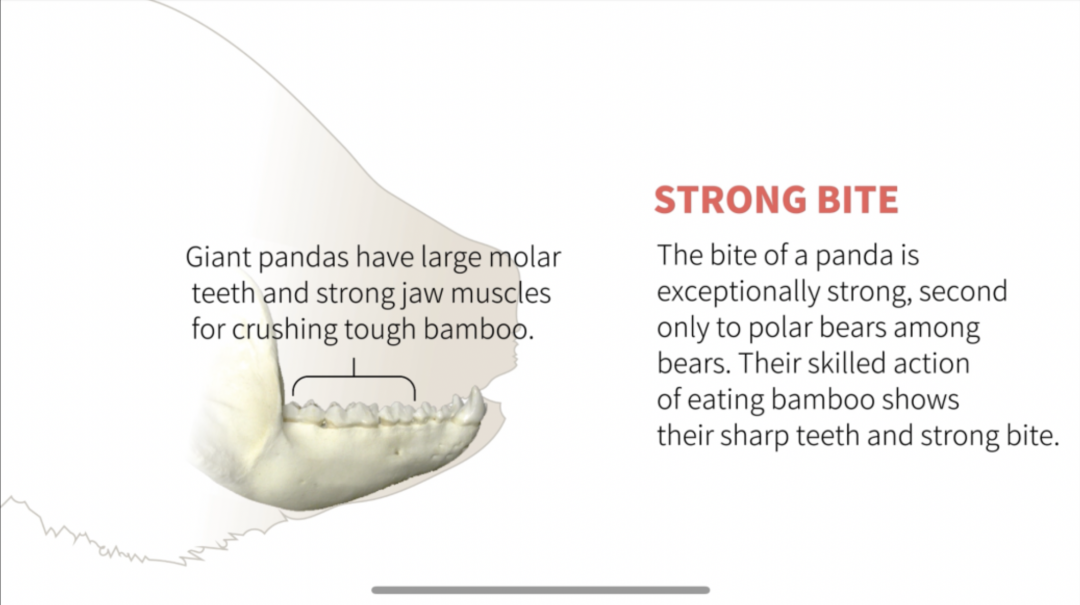 Giant pandas have large molar
teeth and strong jaw muscles
for crushing tough bamboo.
STRONG BITE
The bite of a panda is
exceptionally strong, second
only to polar bears among
bears. Their skilled action
of eating bamboo shows
their sharp teeth and strong bite.